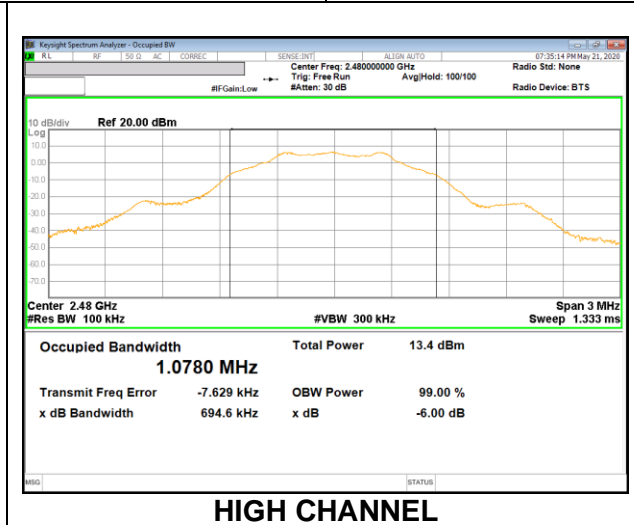 Keysight Spectrum Analyzer - Occupied BW
RL RF 50 Ω AC CORREC SENSE:INT ALIGN AUTO 07:35:14 PM May 21, 2020
Center Freq: 2.480000000 GHz Radio Std: None
Trig: Free Run Avg|Hold: 100/100
#IFGain:Low #Atten: 30 dB Radio Device: BTS
10 dB/div Ref 20.00 dBm
Log
10.0
0.00
-10.0
-20.0
-30.0
-40.0
-50.0
-60.0
-70.0
Center 2.48 GHz Span 3 MHz
#Res BW 100 kHz #VBW 300 kHz Sweep 1.333 ms
Occupied Bandwidth Total Power 13.4 dBm
1.0780 MHz
Transmit Freq Error -7.629 kHz OBW Power 99.00 %
x dB Bandwidth 694.6 kHz x dB -6.00 dB
MSG STATUS
HIGH CHANNEL